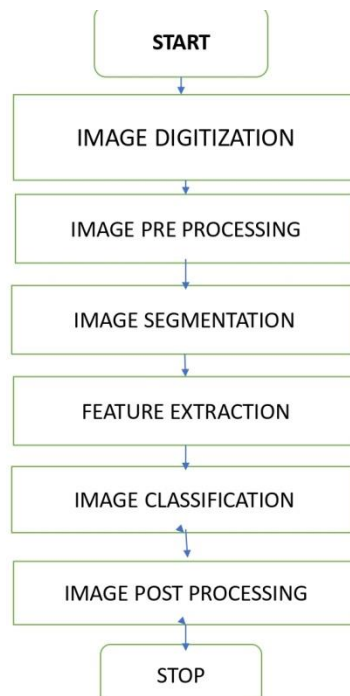 START
IMAGE DIGITIZATION
IMAGE PRE PROCESSING
IMAGE SEGMENTATION
FEATURE EXTRACTION
IMAGE CLASSIFICATION
IMAGE POST PROCESSING
STOP